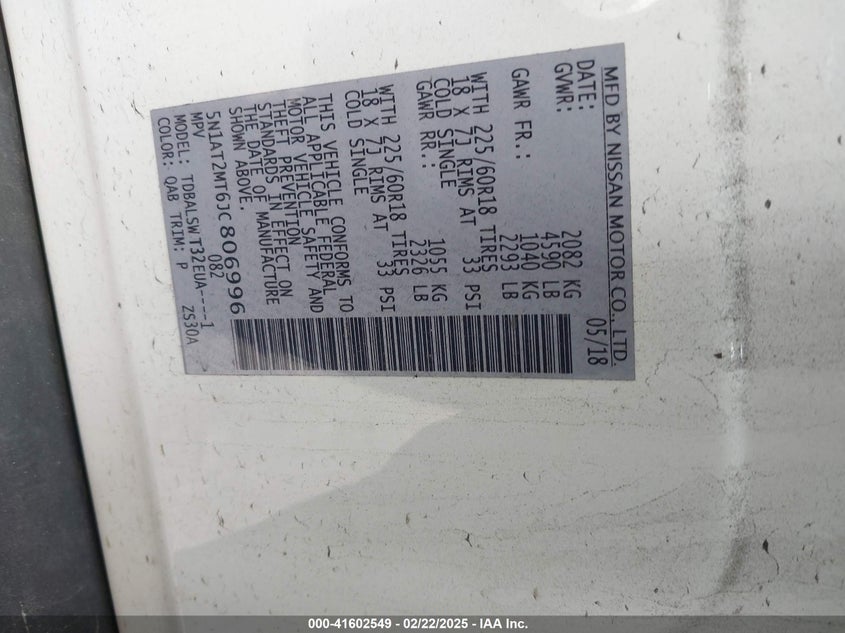 MFD BY NISSAN MOTOR CO., LTD.
DATE: 05/18
GVWR: 2082 KG
4590 LB
GAWR FR.: 1040 KG
2293 LB
WITH 225/60R18 TIRES
18 X 7J RIMS AT 33 PSI
COLD SINGLE
GAWR RR.: 1055 KG
2326 LB
WITH 225/60R18 TIRES
18 X 7J RIMS AT 33 PSI
COLD SINGLE
THIS VEHICLE CONFORMS TO
ALL APPLICABLE FEDERAL
MOTOR VEHICLE SAFETY AND
THEFT PREVENTION
STANDARDS IN EFFECT ON
THE DATE OF MANUFACTURE
SHOWN ABOVE.
5N1AT2MT6JC806996
MPV 082
MODEL: TDBALSW T32EUA----1
COLOR: QAB TRIM: P ZS30A
000-41602549 - 02/22/2025 - IAA Inc.